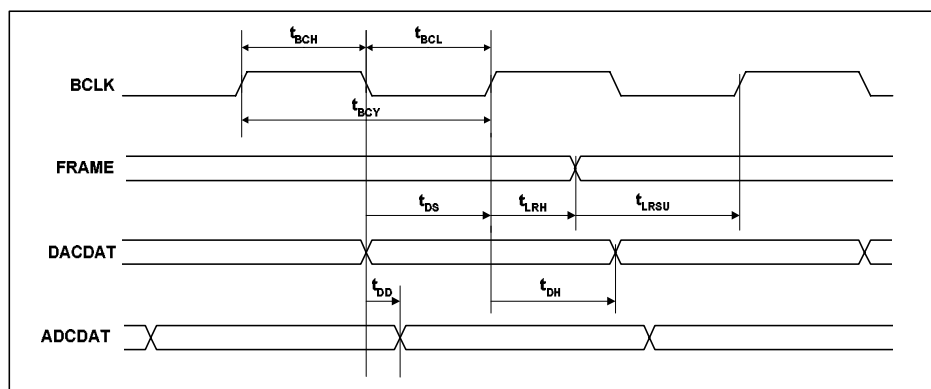 tBCH tBCL
BCLK
tBCY
FRAME
tDS tLRH tLRSU
DACDAT
tDD tDH
ADCDAT